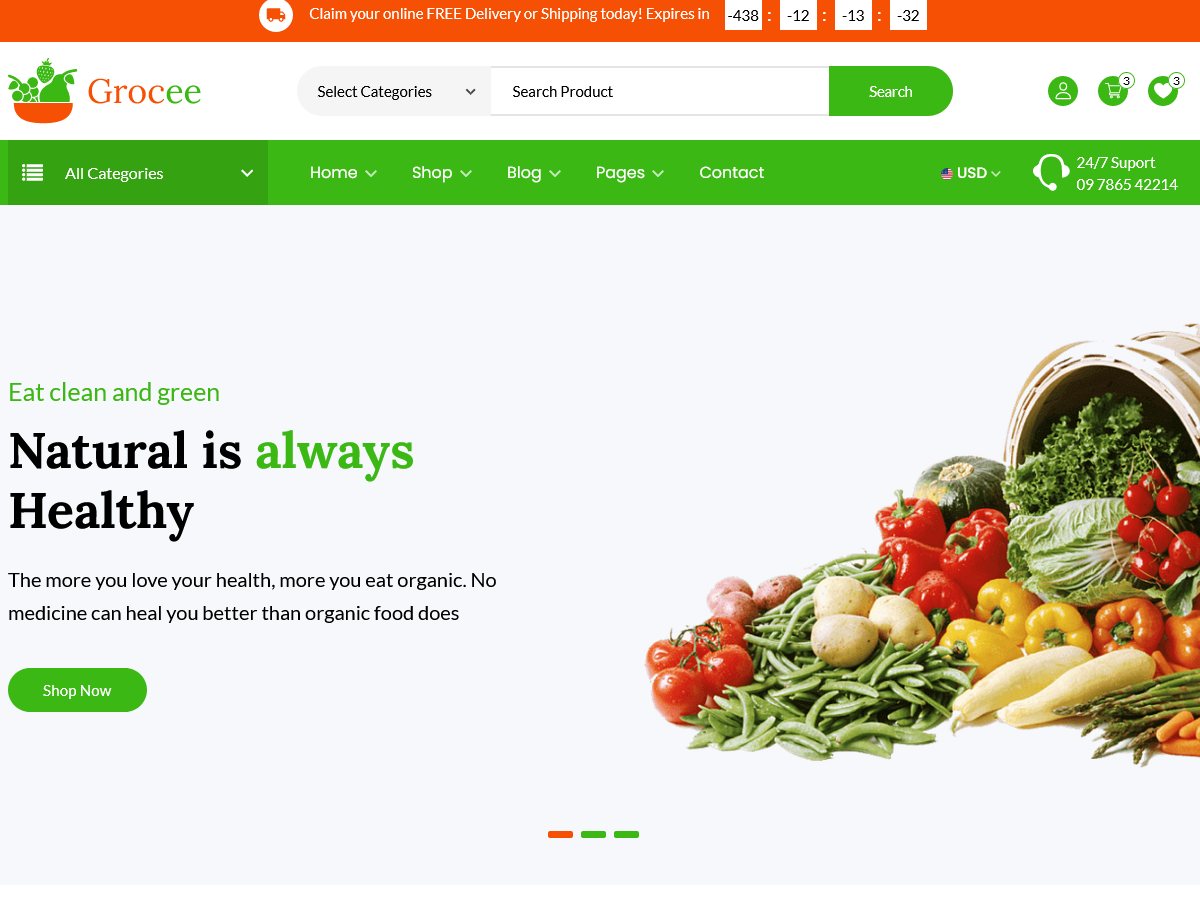 Claim your online FREE Delivery or Shipping today! Expires in -438 : -12 : -13 : -32
Grocee
Select Categories
Search Product
Search
3
3
All Categories
Home
Shop
Blog
Pages
Contact
USD
24/7 Suport
09 7865 42214
Eat clean and green
Natural is always
Healthy
The more you love your health, more you eat organic. No
medicine can heal you better than organic food does
Shop Now